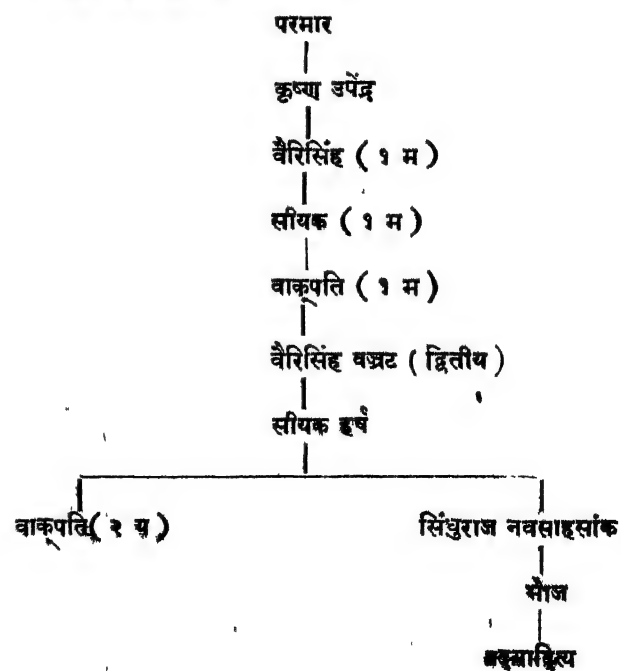 परमार
कृष्ण उपेंद्र
वैरिसिंह ( १ म )
सीयक ( १ म )
वाक्‌पति ( १ म )
वैरिसिंह वज्रट ( द्वितीय )
सीयक हर्ष
वाक्‌पति( २ य ) सिंधुराज नवसाहसांक
भोज